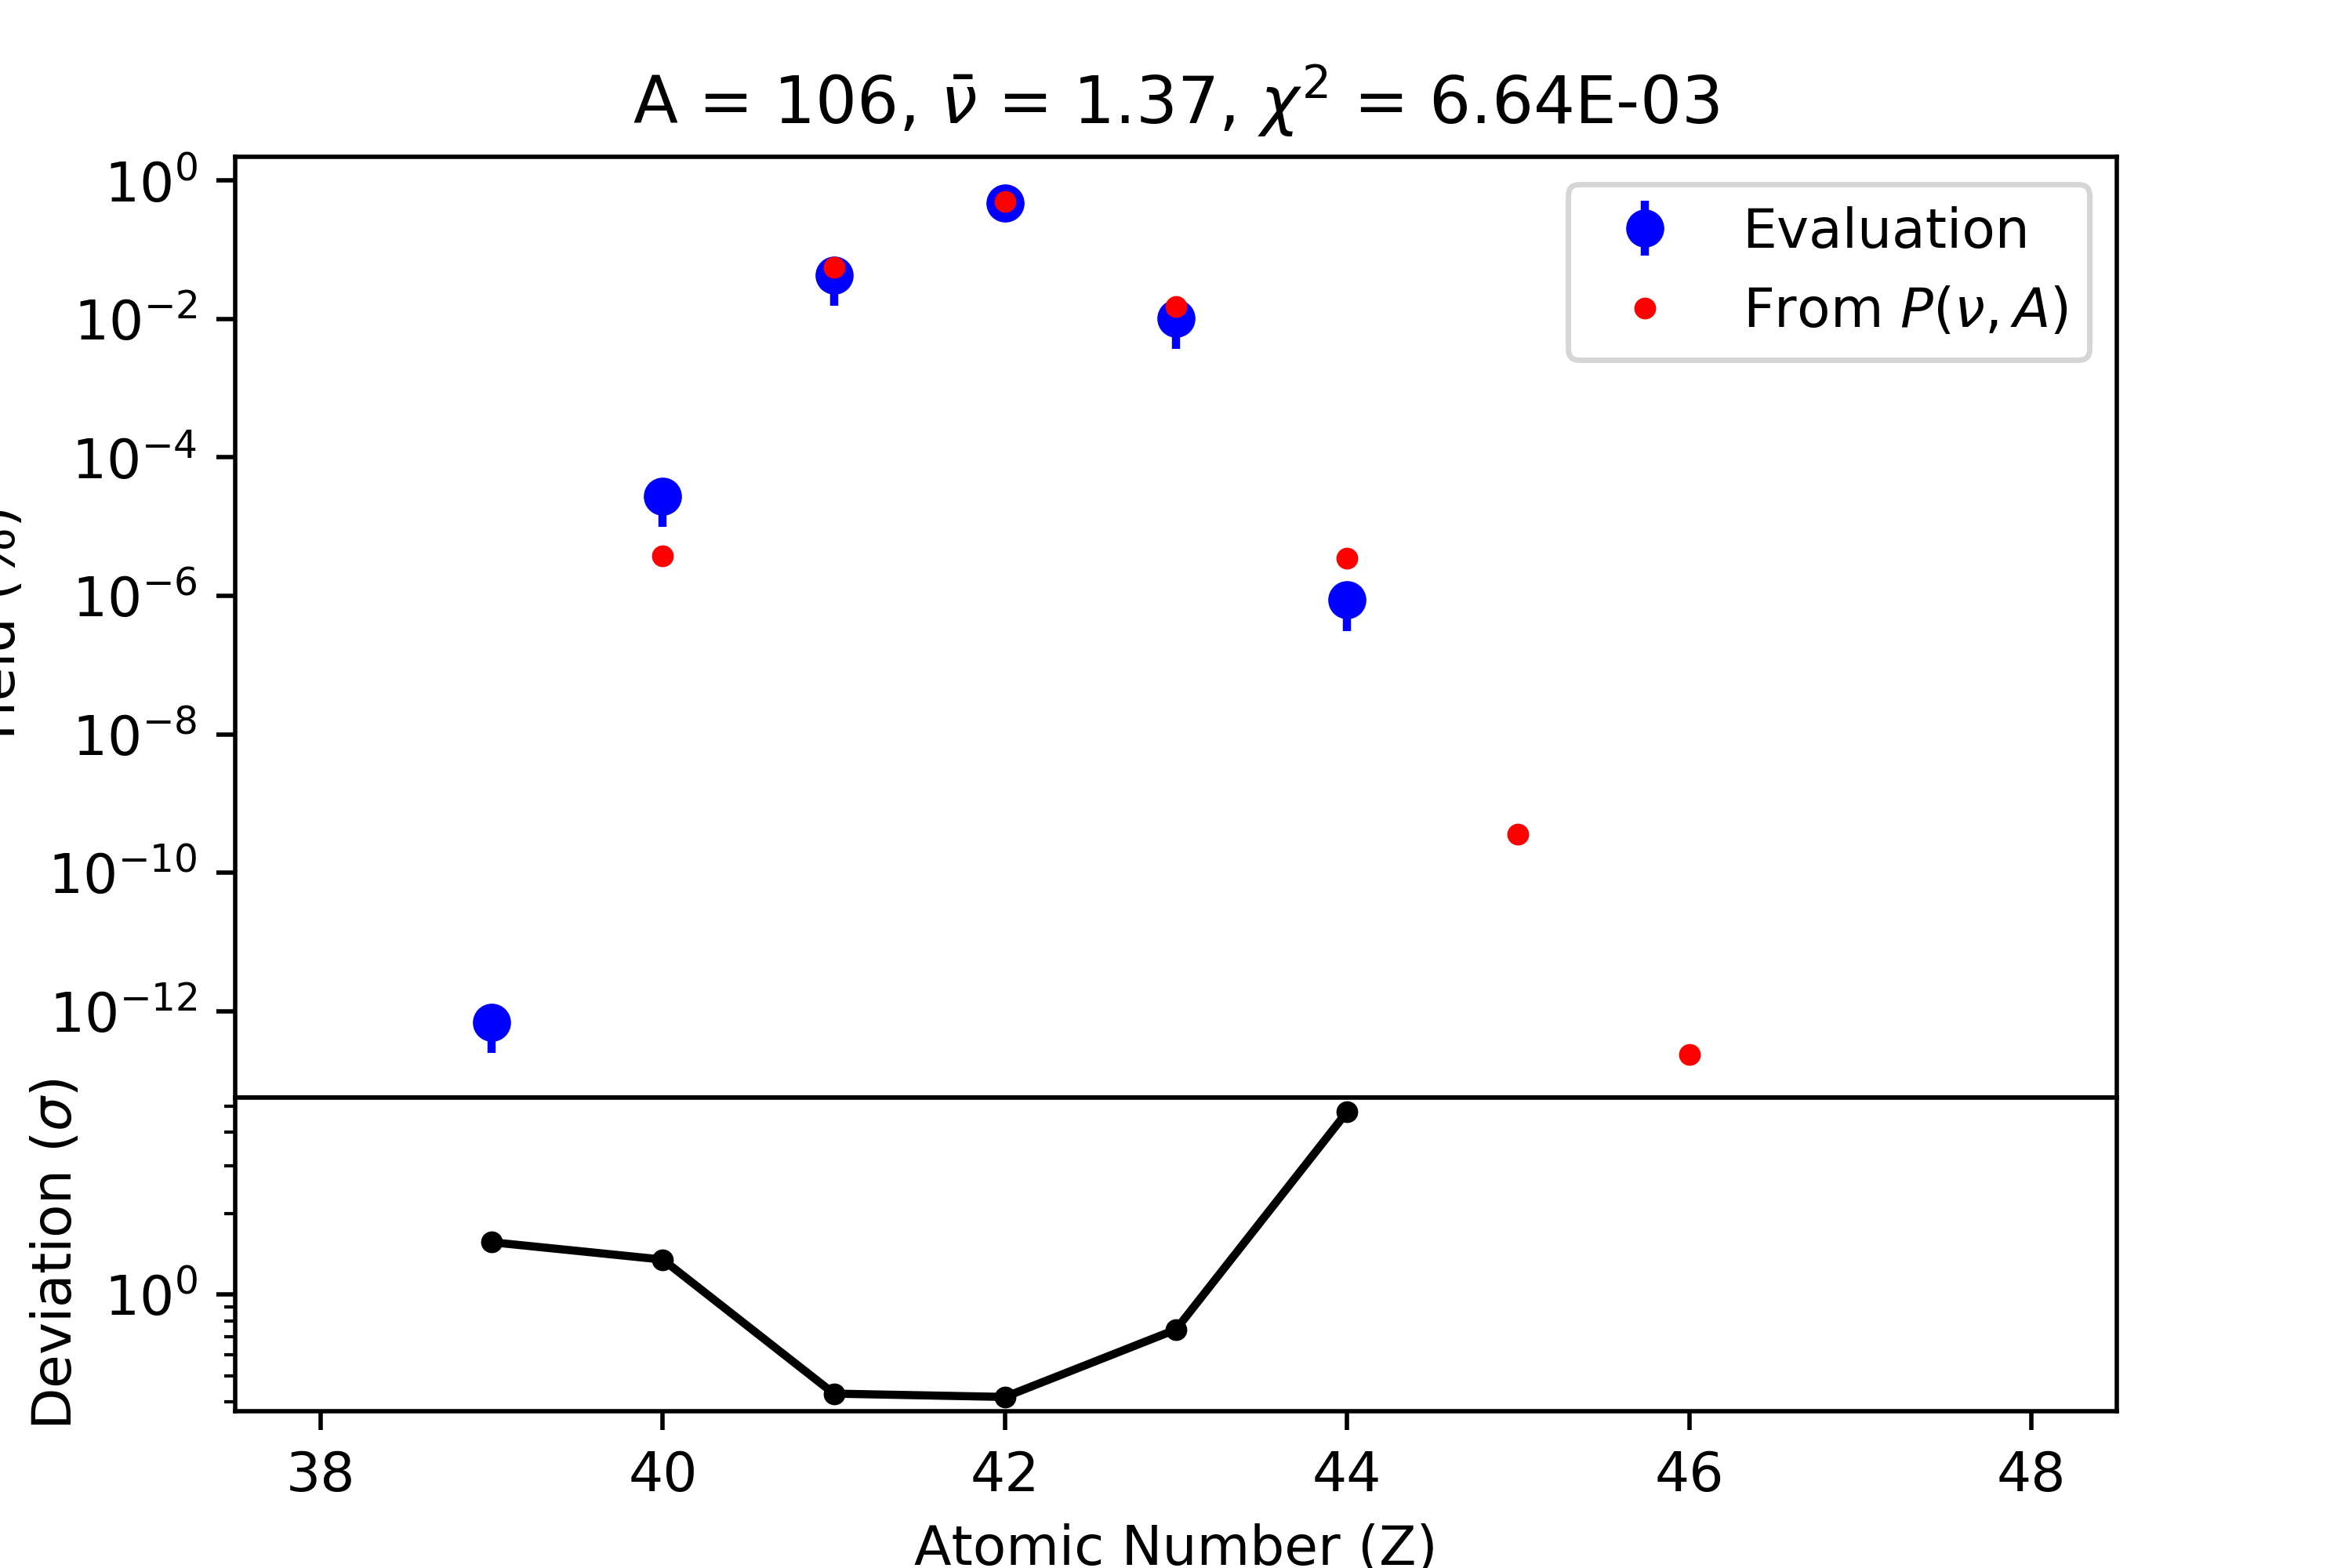 A = 106, ν̄ = 1.37, χ² = 6.64E-03
10⁰
10⁻²
10⁻⁴
10⁻⁶
10⁻⁸
10⁻¹⁰
10⁻¹²
(%)
Evaluation
From P(ν, A)
Deviation (σ)
10⁰
38 40 42 44 46 48
Atomic Number (Z)